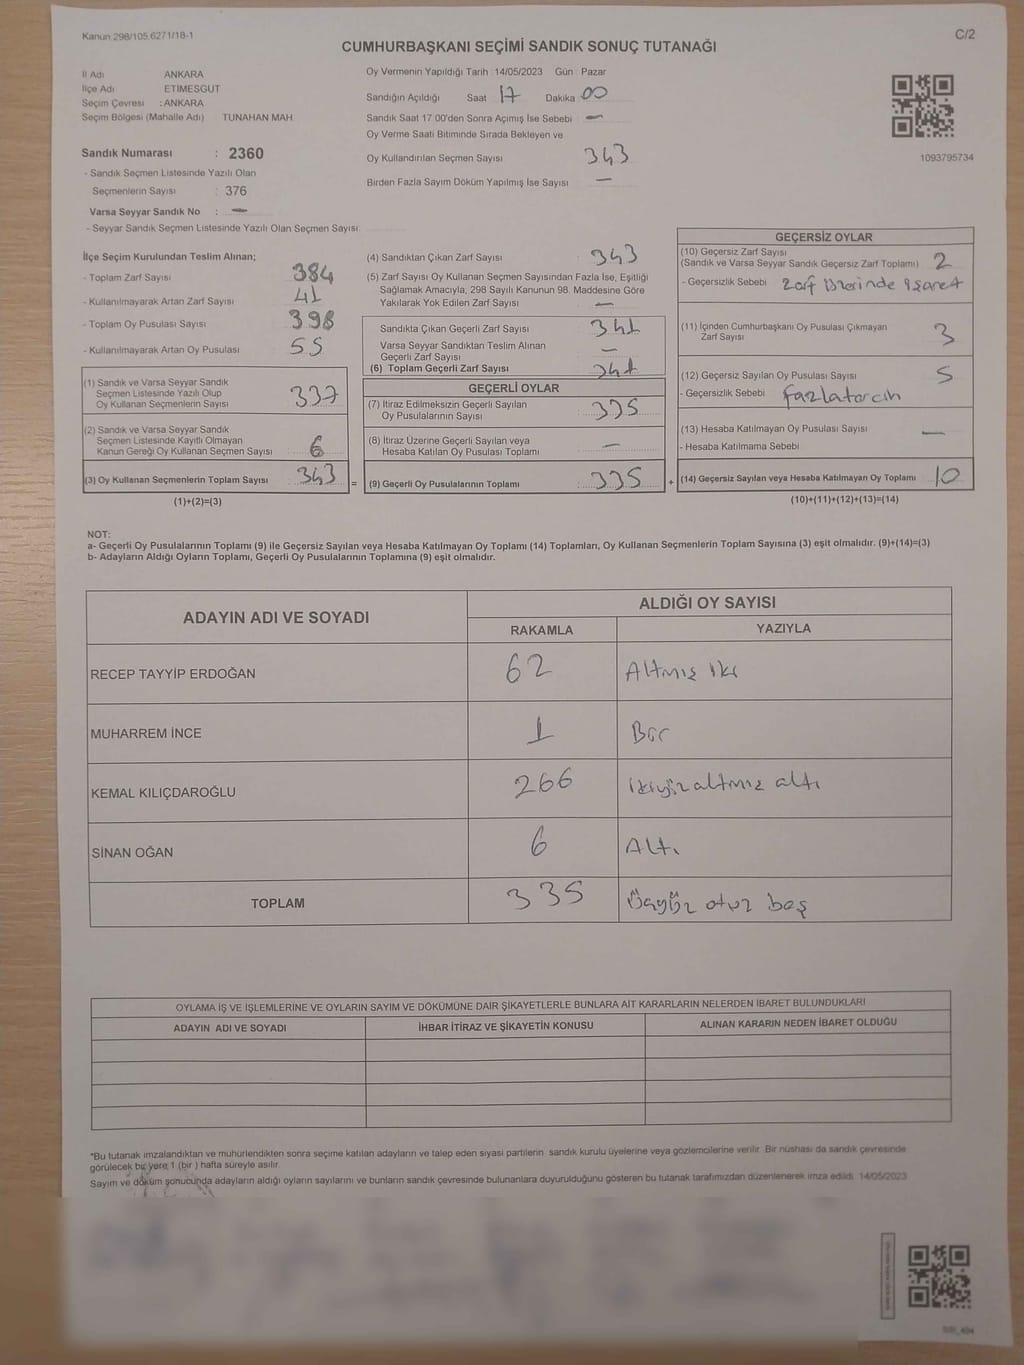 Kanun 298/105,6271/18-1
C/2
CUMHURBAŞKANI SEÇİMİ SANDIK SONUÇ TUTANAĞI
İl Adı ANKARA
İlçe Adı ETİMESGUT
Seçim Çevresi : ANKARA
Seçim Bölgesi (Mahalle Adı) TUNAHAN MAH.
Sandık Numarası : 2360
- Sandık Seçmen Listesinde Yazılı Olan
Seçmenlerin Sayısı : 376
Varsa Seyyar Sandık No : —
- Seyyar Sandık Seçmen Listesinde Yazılı Olan Seçmen Sayısı:
Oy Vermenin Yapıldığı Tarih : 14/05/2023 Gün : Pazar
Sandığın Açıldığı Saat 17 Dakika 00
Sandık Saat 17 00'den Sonra Açımış İse Sebebi —
Oy Verme Saati Bitiminde Sırada Bekleyen ve
Oy Kullandırılan Seçmen Sayısı 343
Birden Fazla Sayım Döküm Yapılmış İse Sayısı —
1093795734
İlçe Seçim Kurulundan Teslim Alınan;
- Toplam Zarf Sayısı 384
- Kullanılmayarak Artan Zarf Sayısı 41
- Toplam Oy Pusulası Sayısı 398
- Kullanılmayarak Artan Oy Pusulası 55
(1) Sandık ve Varsa Seyyar Sandık
Seçmen Listesinde Yazılı Olup
Oy Kullanan Seçmenlerin Sayısı 337
(2) Sandık ve Varsa Seyyar Sandık
Seçmen Listesinde Kayıtlı Olmayan
Kanun Gereği Oy Kullanan Seçmen Sayısı 6
(3) Oy Kullanan Seçmenlerin Toplam Sayısı 343 =
(1)+(2)=(3)
(4) Sandıktan Çıkan Zarf Sayısı : 343
(5) Zarf Sayısı Oy Kullanan Seçmen Sayısından Fazla İse, Eşitliği
Sağlamak Amacıyla, 298 Sayılı Kanunun 98. Maddesine Göre
Yakılarak Yok Edilen Zarf Sayısı —
Sandıkta Çıkan Geçerli Zarf Sayısı : 341
Varsa Seyyar Sandıktan Teslim Alınan
Geçerli Zarf Sayısı —
(6) Toplam Geçerli Zarf Sayısı 341
GEÇERLİ OYLAR
(7) İtiraz Edilmeksizin Geçerli Sayılan
Oy Pusulalarının Sayısı : 335
(8) İtiraz Üzerine Geçerli Sayılan veya
Hesaba Katılan Oy Pusulası Toplamı —
(9) Geçerli Oy Pusulalarının Toplamı : 335 +
GEÇERSİZ OYLAR
(10) Geçersiz Zarf Sayısı
(Sandık ve Varsa Seyyar Sandık Geçersiz Zarf Toplamı) 2
- Geçersizlik Sebebi : Zarf üzerinde işaret
(11) İçinden Cumhurbaşkanı Oy Pusulası Çıkmayan
Zarf Sayısı 3
(12) Geçersiz Sayılan Oy Pusulası Sayısı 5
- Geçersizlik Sebebi : fazla tercih
(13) Hesaba Katılmayan Oy Pusulası Sayısı —
- Hesaba Katılmama Sebebi
(14) Geçersiz Sayılan veya Hesaba Katılmayan Oy Toplamı 10
(10)+(11)+(12)+(13)=(14)
NOT:
a- Geçerli Oy Pusulalarının Toplamı (9) ile Geçersiz Sayılan veya Hesaba Katılmayan Oy Toplamı (14) Toplamları, Oy Kullanan Seçmenlerin Toplam Sayısına (3) eşit olmalıdır. (9)+(14)=(3)
b- Adayların Aldığı Oyların Toplamı, Geçerli Oy Pusulalarının Toplamına (9) eşit olmalıdır.
ADAYIN ADI VE SOYADI ALDIĞI OY SAYISI
RAKAMLA YAZIYLA
RECEP TAYYİP ERDOĞAN 62 Altmış iki
MUHARREM İNCE 1 Bir
KEMAL KILIÇDAROĞLU 266 ikiyüzaltmış altı
SİNAN OĞAN 6 Altı
TOPLAM 335 Üçyüz otuz beş
OYLAMA İŞ VE İŞLEMLERİNE VE OYLARIN SAYIM VE DÖKÜMÜNE DAİR ŞİKAYETLERLE BUNLARA AİT KARARLARIN NELERDEN İBARET BULUNDUKLARI
ADAYIN ADI VE SOYADI İHBAR İTİRAZ VE ŞİKAYETİN KONUSU ALINAN KARARIN NEDEN İBARET OLDUĞU
*Bu tutanak imzalandıktan ve mühürlendikten sonra seçime katılan adayların ve talep eden siyasi partilerin sandık kurulu üyelerine veya gözlemcilerine verilir. Bir nüshası da sandık çevresinde
görülecek bir yere 1 (bir) hafta süreyle asılır.
Sayım ve döküm sonucunda adayların aldığı oyların sayılarını ve bunların sandık çevresinde bulunanlara duyurulduğunu gösteren bu tutanak tarafımızdan düzenlenerek imza edildi. 14/05/2023